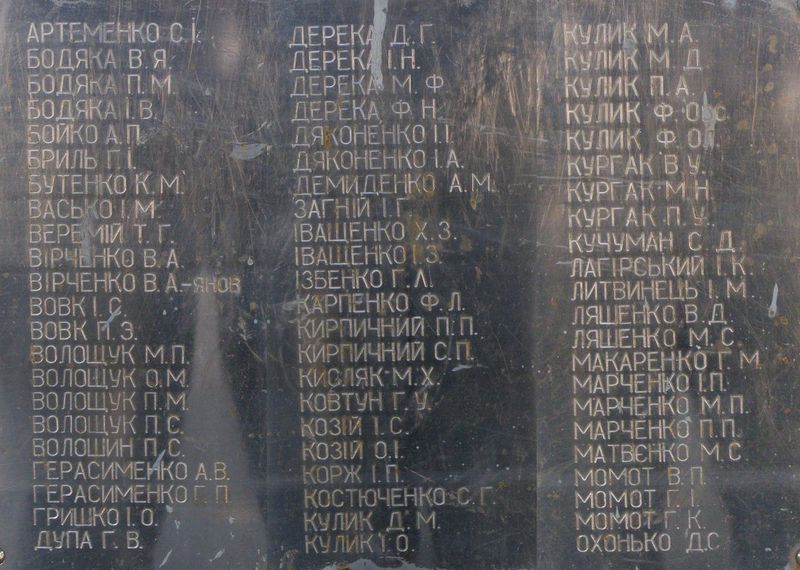 АРТЕМЕНКО С.І.
БОДЯКА В.Я.
БОДЯКА П.М.
БОДЯКА І.В.
БОЙКО А.П.
БРИЛЬ П.І.
БУТЕНКО К.М.
ВАСЬКО І.М.
ВЕРЕМІЙ Т.Г.
ВІРЧЕНКО В.А.
ВІРЧЕНКО В.А.-ЯНОВ
ВОВК І.С.
ВОВК П.З.
ВОЛОЩУК М.П.
ВОЛОЩУК О.М.
ВОЛОЩУК П.М.
ВОЛОЩУК П.С.
ВОЛОШИН П.С.
ГЕРАСИМЕНКО А.В.
ГЕРАСИМЕНКО Г.П.
ГРИШКО І.О.
ДУПА Г.В.
ДЕРЕКА Д.Г.
ДЕРЕКА І.Н.
ДЕРЕКА М.Ф.
ДЕРЕКА Ф.Н.
ДЯКОНЕНКО І.І.
ДЯКОНЕНКО І.А.
ДЕМИДЕНКО А.М.
ЗАГНІЙ І.Г.
ІВАЩЕНКО Х.З.
ІВАЩЕНКО І.З.
ІЗБЕНКО Г.Л.
КАРПЕНКО Ф.Л.
КИРПИЧНИЙ П.П.
КИРПИЧНИЙ С.П.
КИСЛЯК М.Х.
КОВТУН Г.У.
КОЗІЙ І.С.
КОЗІЙ О.І.
КОРЖ І.П.
КОСТЮЧЕНКО С.Г.
КУЛИК Д.М.
КУЛИК І.О.
КУЛИК М.А.
КУЛИК М.Д.
КУЛИК П.А.
КУЛИК Ф.О.С.
КУЛИК Ф.О.І
КУРГАК В.У.
КУРГАК М.Н.
КУРГАК П.У.
КУЧУМАН С.Д.
ЛАГІРСЬКИЙ І.К.
ЛИТВИНЕЦЬ І.М.
ЛЯШЕНКО В.Д.
ЛЯШЕНКО М.С.
МАКАРЕНКО Г.М.
МАРЧЕНКО І.П.
МАРЧЕНКО М.П.
МАРЧЕНКО П.П.
МАТВЄНКО М.С.
МОМОТ В.П.
МОМОТ Г.І.
МОМОТ Г.К.
ОХОНЬКО Д.С.